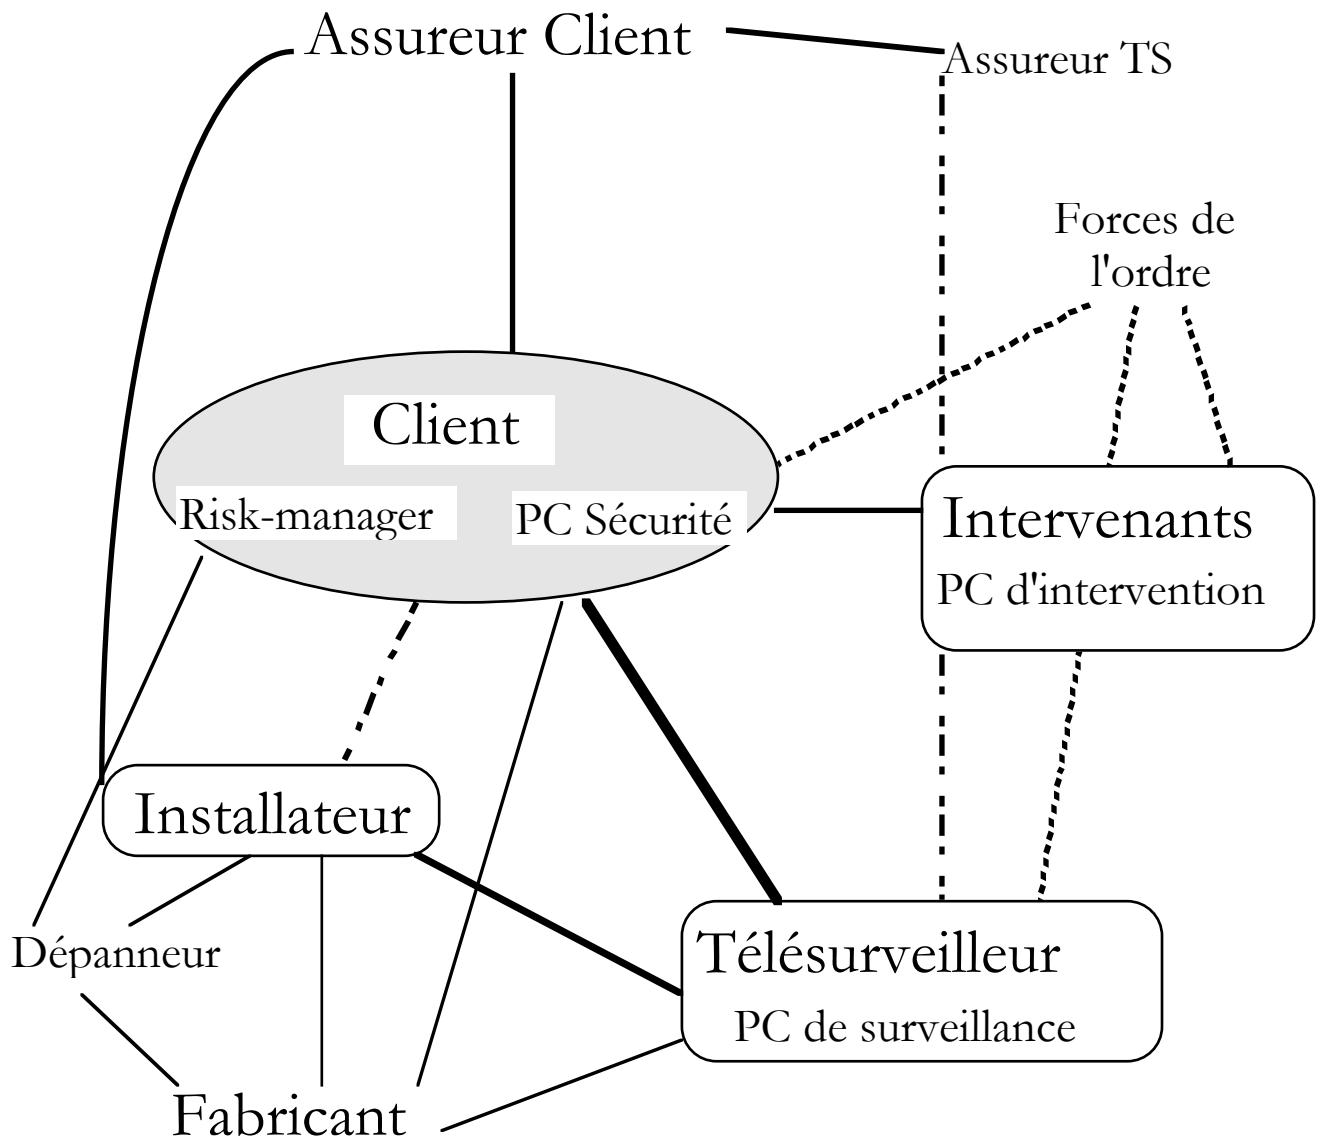 Assureur Client
Assureur TS
Forces de
l'ordre
Client
Risk-manager
PC Sécurité
Intervenants
PC d'intervention
Installateur
Dépanneur
Télésurveilleur
PC de surveillance
Fabricant